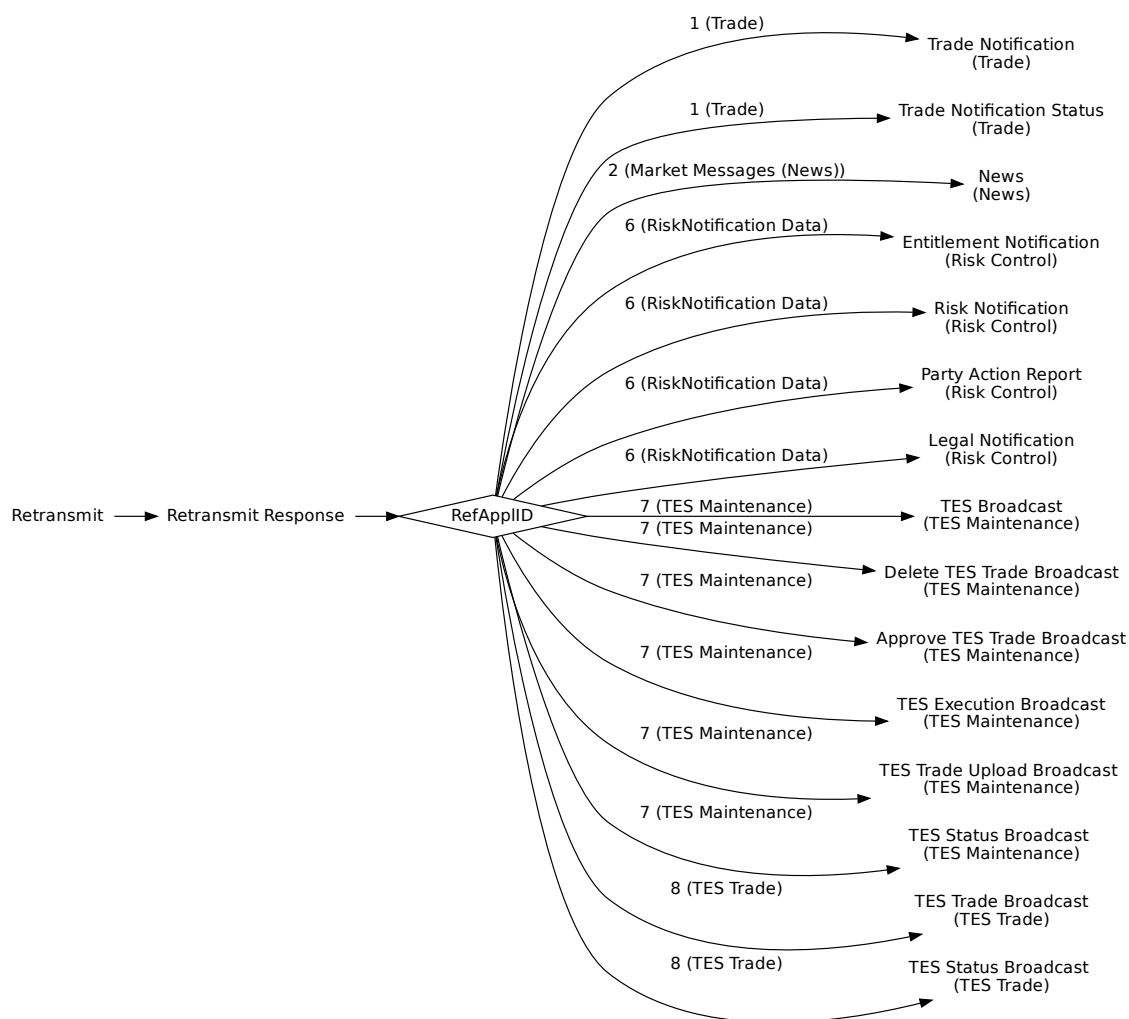 1 (Trade)
Trade Notification
(Trade)
1 (Trade)
Trade Notification Status
(Trade)
2 (Market Messages (News))
News
(News)
6 (RiskNotification Data)
Entitlement Notification
(Risk Control)
6 (RiskNotification Data)
Risk Notification
(Risk Control)
6 (RiskNotification Data)
Party Action Report
(Risk Control)
6 (RiskNotification Data)
Legal Notification
(Risk Control)
Retransmit
Retransmit Response
RefApplID
7 (TES Maintenance)
TES Broadcast
(TES Maintenance)
7 (TES Maintenance)
Delete TES Trade Broadcast
(TES Maintenance)
7 (TES Maintenance)
Approve TES Trade Broadcast
(TES Maintenance)
7 (TES Maintenance)
TES Execution Broadcast
(TES Maintenance)
7 (TES Maintenance)
TES Trade Upload Broadcast
(TES Maintenance)
7 (TES Maintenance)
TES Status Broadcast
(TES Maintenance)
8 (TES Trade)
TES Trade Broadcast
(TES Trade)
8 (TES Trade)
TES Status Broadcast
(TES Trade)